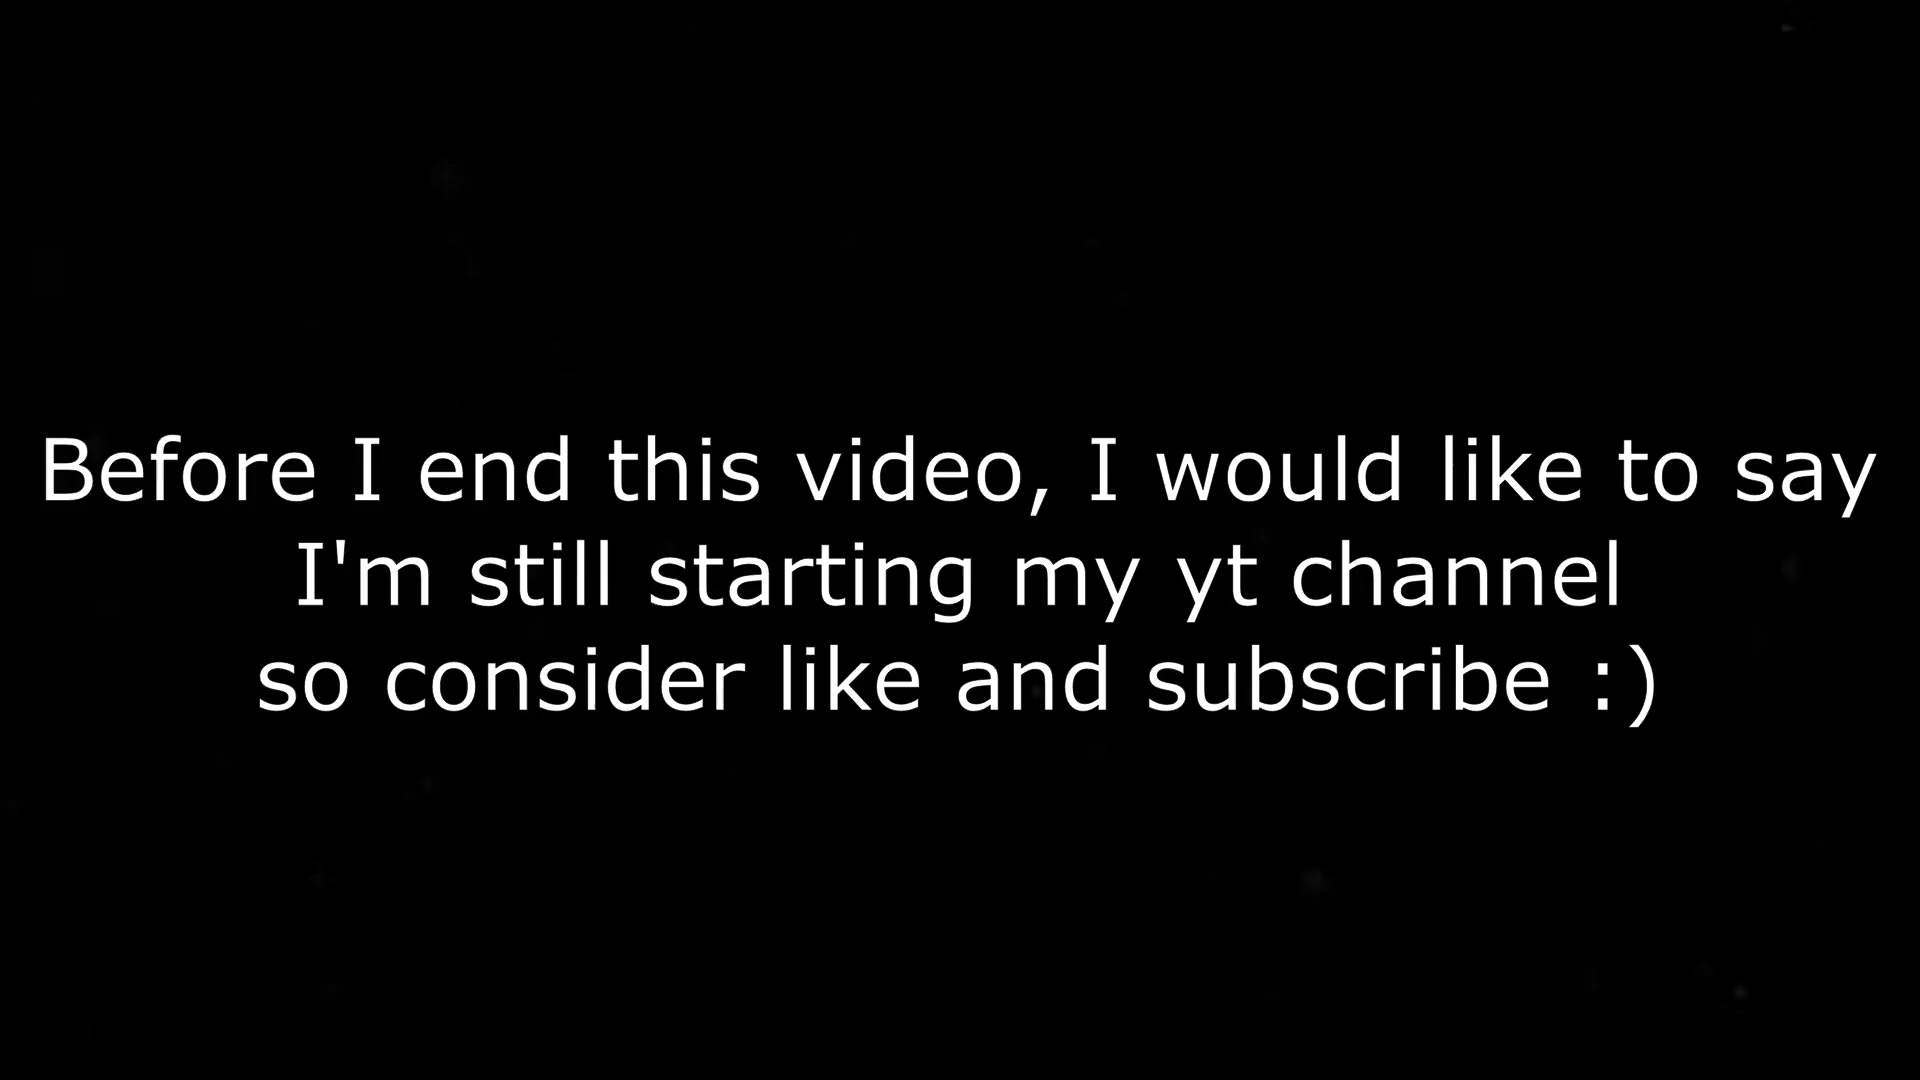 Before I end this video, I would like to say
I'm still starting my yt channel
so consider like and subscribe :)